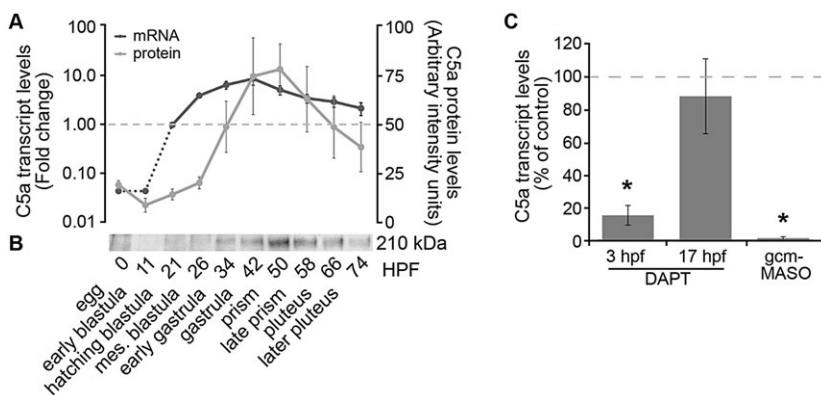 A
mRNA
protein
C5a transcript levels
(Fold change)
10.0
1.00
0.10
0.01
100
75
50
25
0
C5a protein levels
(Arbitrary intensity units)
B
210 kDa
0 11 21 26 34 42 50 58 66 74 HPF
egg
early blastula
hatching blastula
mes. blastula
early gastrula
gastrula
prism
late prism
pluteus
later pluteus
C
C5a transcript levels
(% of control)
120
100
80
60
40
20
0
*
*
3 hpf 17 hpf gcm-
DAPT MASO